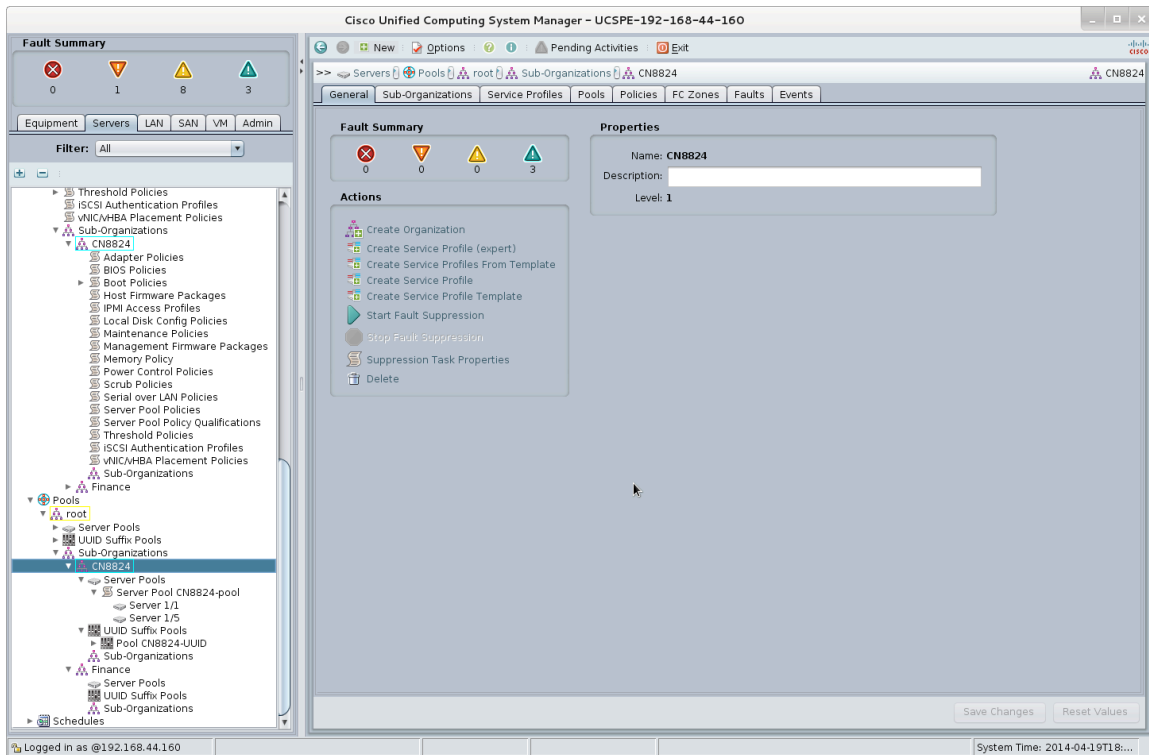 Cisco Unified Computing System Manager - UCSPE-192-168-44-160
Fault Summary
0 1 8 3
Equipment Servers LAN SAN VM Admin
Filter: All
Threshold Policies
iSCSI Authentication Profiles
vNIC/vHBA Placement Policies
Sub-Organizations
CN8824
Adapter Policies
BIOS Policies
Boot Policies
Host Firmware Packages
IPMI Access Profiles
Local Disk Config Policies
Maintenance Policies
Management Firmware Packages
Memory Policy
Power Control Policies
Scrub Policies
Serial over LAN Policies
Server Pool Policies
Server Pool Policy Qualifications
Threshold Policies
iSCSI Authentication Profiles
vNIC/vHBA Placement Policies
Sub-Organizations
Finance
Pools
root
Server Pools
UUID Suffix Pools
Sub-Organizations
CN8824
Server Pools
Server Pool CN8824-pool
Server 1/1
Server 1/5
UUID Suffix Pools
Pool CN8824-UUID
Sub-Organizations
Finance
Server Pools
UUID Suffix Pools
Sub-Organizations
Schedules
New Options Pending Activities Exit
cisco
>> Servers Pools root Sub-Organizations CN8824 CN8824
General Sub-Organizations Service Profiles Pools Policies FC Zones Faults Events
Fault Summary
0 0 0 3
Actions
Create Organization
Create Service Profile (expert)
Create Service Profiles From Template
Create Service Profile
Create Service Profile Template
Start Fault Suppression
Stop Fault Suppression
Suppression Task Properties
Delete
Properties
Name: CN8824
Description:
Level: 1
Save Changes Reset Values
Logged in as @192.168.44.160
System Time: 2014-04-19T18:...